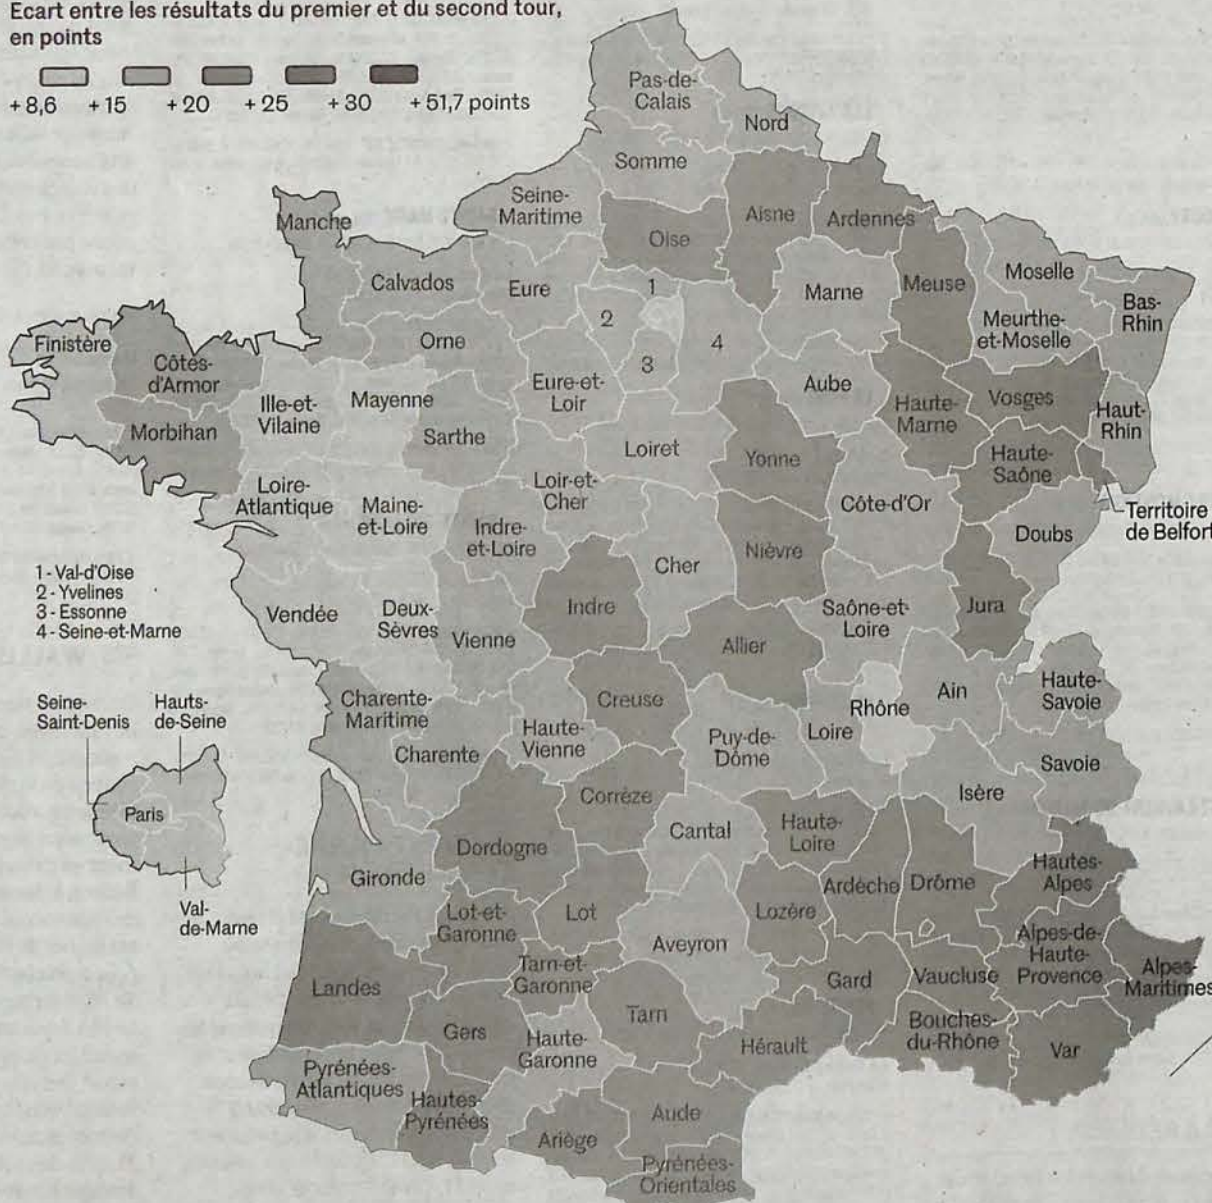 Ecart entre les résultats du premier et du second tour,
en points
+ 8,6 + 15 + 20 + 25 + 30 + 51,7 points
Pas-de-
Calais
Nord
Somme
Seine-
Maritime
Aisne
Ardennes
Oise
Manche
Calvados
Eure
1
2
3
4
Marne
Meuse
Moselle
Meurthe-
et-Moselle
Bas-
Rhin
Finistère
Côtes-
d'Armor
Orne
Morbihan
Ille-et-
Vilaine
Mayenne
Sarthe
Eure-et-
Loir
Aube
Haute-
Marne
Vosges
Haut-
Rhin
Loiret
Yonne
Haute-
Saône
Territoire
de Belfort
Loire-
Atlantique
Maine-
et-Loire
Loir-et-
Cher
Indre-
et-Loire
Côte-d'Or
Doubs
Cher
Nièvre
1 - Val-d'Oise
2 - Yvelines
3 - Essonne
4 - Seine-et-Marne
Vendée
Deux-
Sèvres
Vienne
Indre
Saône-et-
Loire
Jura
Allier
Seine-
Saint-Denis
Hauts-
de-Seine
Paris
Val-
de-Marne
Charente-
Maritime
Charente
Haute-
Vienne
Creuse
Puy-de-
Dôme
Loire
Rhône
Ain
Haute-
Savoie
Savoie
Isère
Corrèze
Cantal
Haute-
Loire
Dordogne
Gironde
Ardèche
Drôme
Hautes-
Alpes
Lot-et-
Garonne
Lot
Aveyron
Lozère
Alpes-de-
Haute-
Provence
Alpes-
Maritimes
Landes
Tarn-et-
Garonne
Tarn
Gard
Vaucluse
Gers
Haute-
Garonne
Hérault
Bouches-
du-Rhône
Var
Pyrénées-
Atlantiques
Hautes-
Pyrénées
Ariège
Aude
Pyrénées-
Orientales